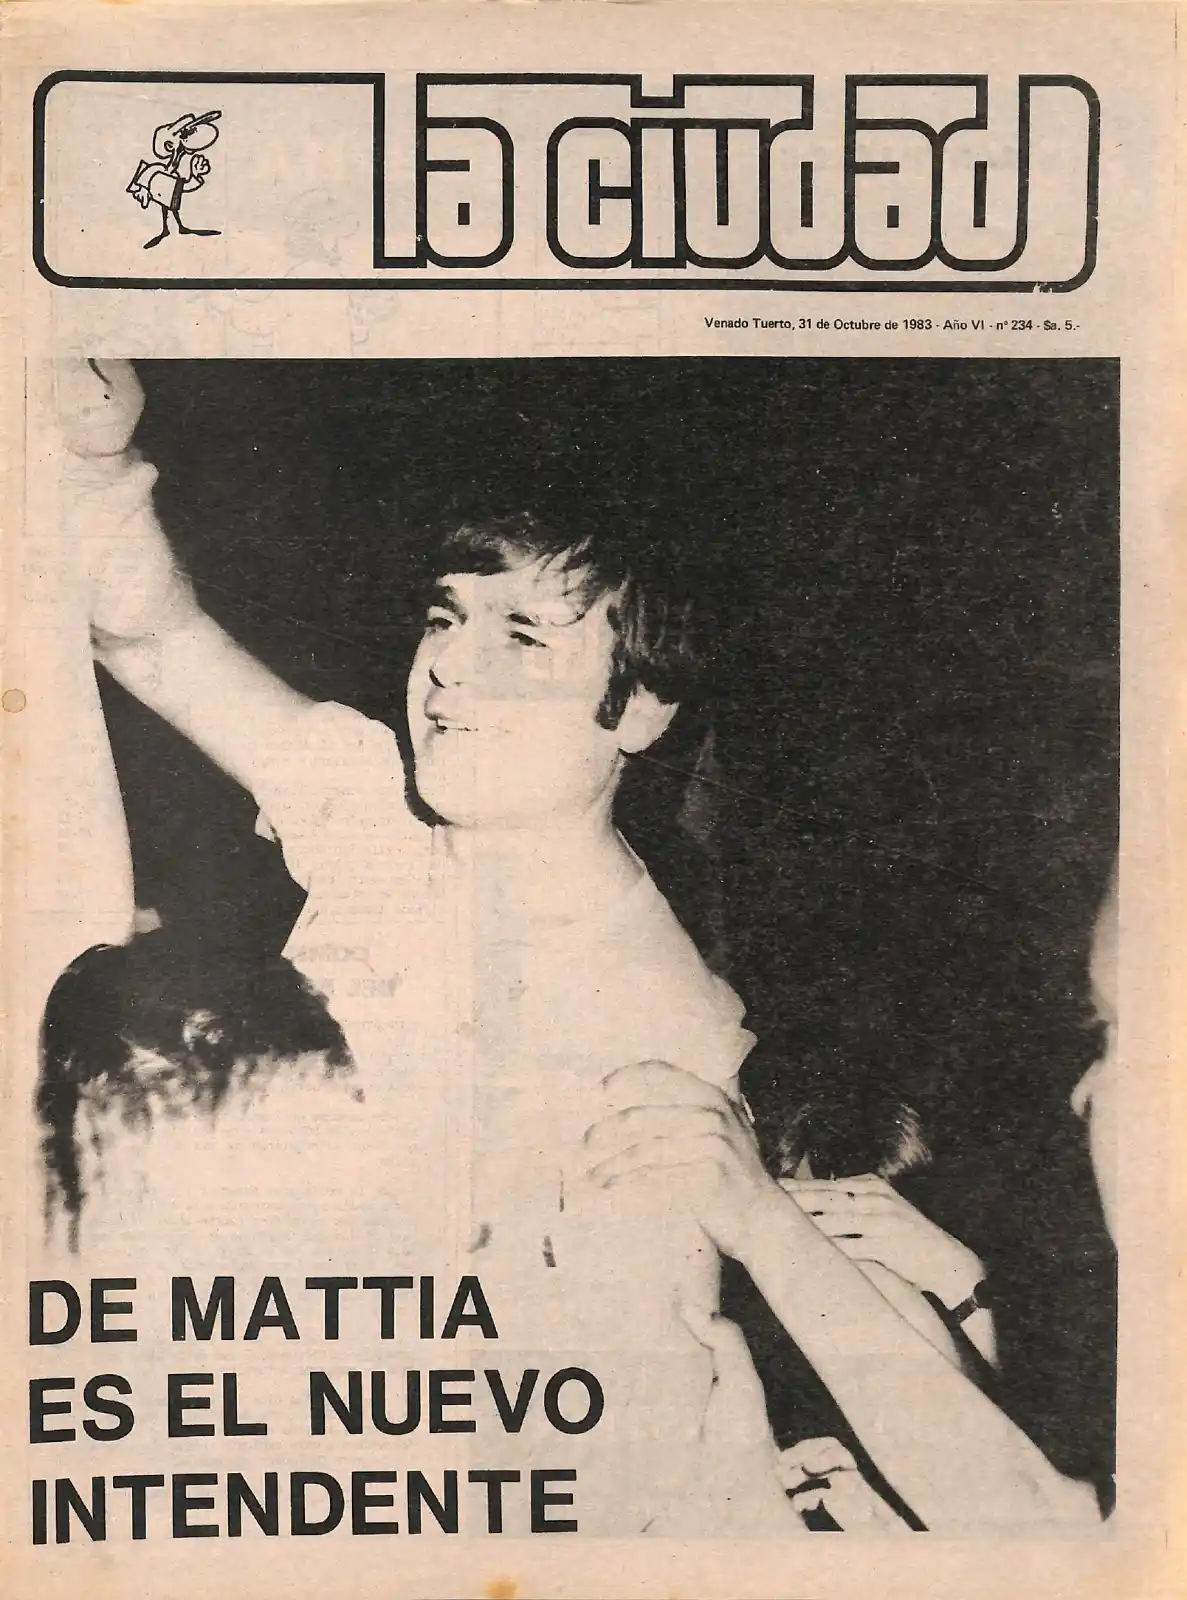 la ciudad
Venado Tuerto, 31 de Octubre de 1983 - Año VI - nº 234 - $a. 5.-
DE MATTIA
ES EL NUEVO
INTENDENTE